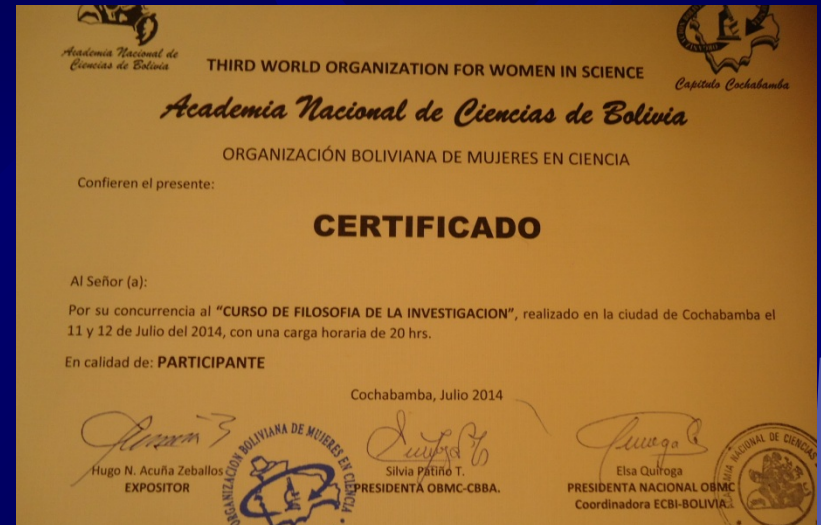 Academia Nacional de
Ciencias de Bolivia
THIRD WORLD ORGANIZATION FOR WOMEN IN SCIENCE
Capitulo Cochabamba
Academia Nacional de Ciencias de Bolivia
ORGANIZACIÓN BOLIVIANA DE MUJERES EN CIENCIA
Confieren el presente:
CERTIFICADO
Al Señor (a):
Por su concurrencia al "CURSO DE FILOSOFIA DE LA INVESTIGACION", realizado en la ciudad de Cochabamba el
11 y 12 de Julio del 2014, con una carga horaria de 20 hrs.
En calidad de: PARTICIPANTE
Cochabamba, Julio 2014
Hugo N. Acuña Zeballos
EXPOSITOR
ORGANIZACIÓN BOLIVIANA DE MUJERES EN CIENCIA
Silvia Patiño T.
PRESIDENTA OBMC-CBBA.
Elsa Quiroga
PRESIDENTA NACIONAL OBMC
Coordinadora ECBI-BOLIVIA
NACIONAL DE CIENCIAS